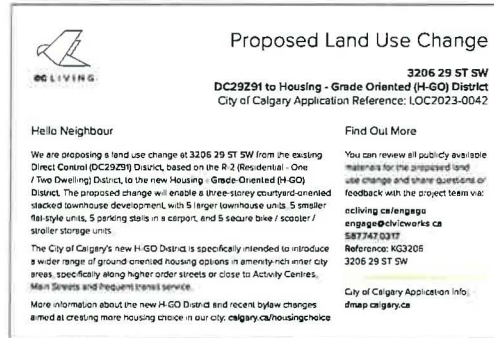 Proposed Land Use Change
ecLIVING
3206 29 ST SW
DC29Z91 to Housing - Grade Oriented (H-GO) District
City of Calgary Application Reference: LOC2023-0042
Hello Neighbour
We are proposing a land use change at 3206 29 ST SW from the existing
Direct Control (DC29Z91) District, based on the R-2 (Residential - One
/ Two Dwelling) District, to the new Housing - Grade-Oriented (H-GO)
District. The proposed change will enable a three-storey courtyard-oriented
stacked townhouse development, with 5 larger townhouse units, 5 smaller
flat-style units, 5 parking stalls in a carport, and 5 secure bike / scooter /
stroller storage units.
The City of Calgary's new H-GO District is specifically intended to introduce
a wider range of ground oriented housing options in amenity-rich inner city
areas, specifically along higher order streets or close to Activity Centres,
Main Streets and frequent transit service.
More information about the new H-GO District and recent bylaw changes
aimed at creating more housing choice in our city: calgary.ca/housingchoice
Find Out More
You can review all publicly available
materials for the proposed land
use change and share questions or
feedback with the project team via:
ecliving.ca/engage
engage@civicworks.ca
587.747.0317
Reference: KG3206
3206 29 ST SW
City of Calgary Application Info:
dmap.calgary.ca